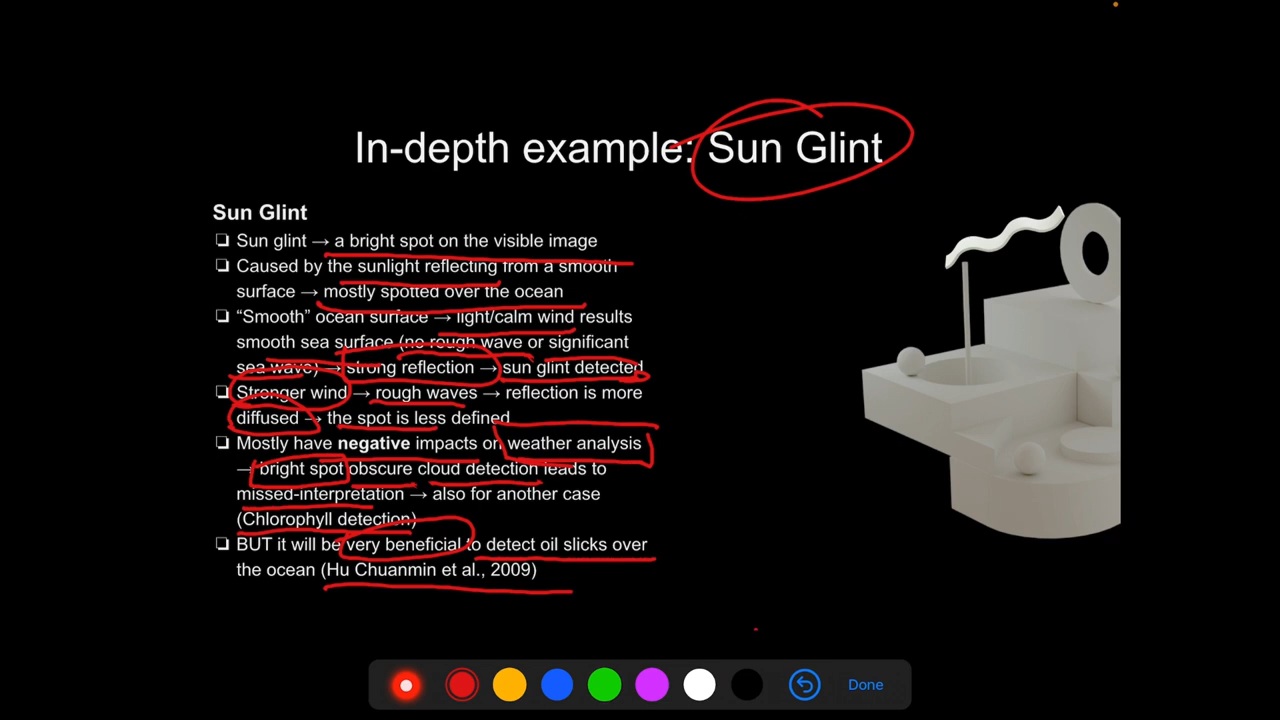 In-depth example: Sun Glint
Sun Glint
❏ Sun glint → a bright spot on the visible image
❏ Caused by the sunlight reflecting from a smooth
surface → mostly spotted over the ocean
❏ “Smooth” ocean surface → light/calm wind results
smooth sea surface (no rough wave or significant
sea wave) → strong reflection → sun glint detected
❏ Stronger wind → rough waves → reflection is more
diffused → the spot is less defined
❏ Mostly have negative impacts on weather analysis
→ bright spot obscure cloud detection leads to
missed-interpretation → also for another case
(Chlorophyll detection)
❏ BUT it will be very beneficial to detect oil slicks over
the ocean (Hu Chuanmin et al., 2009)
Done